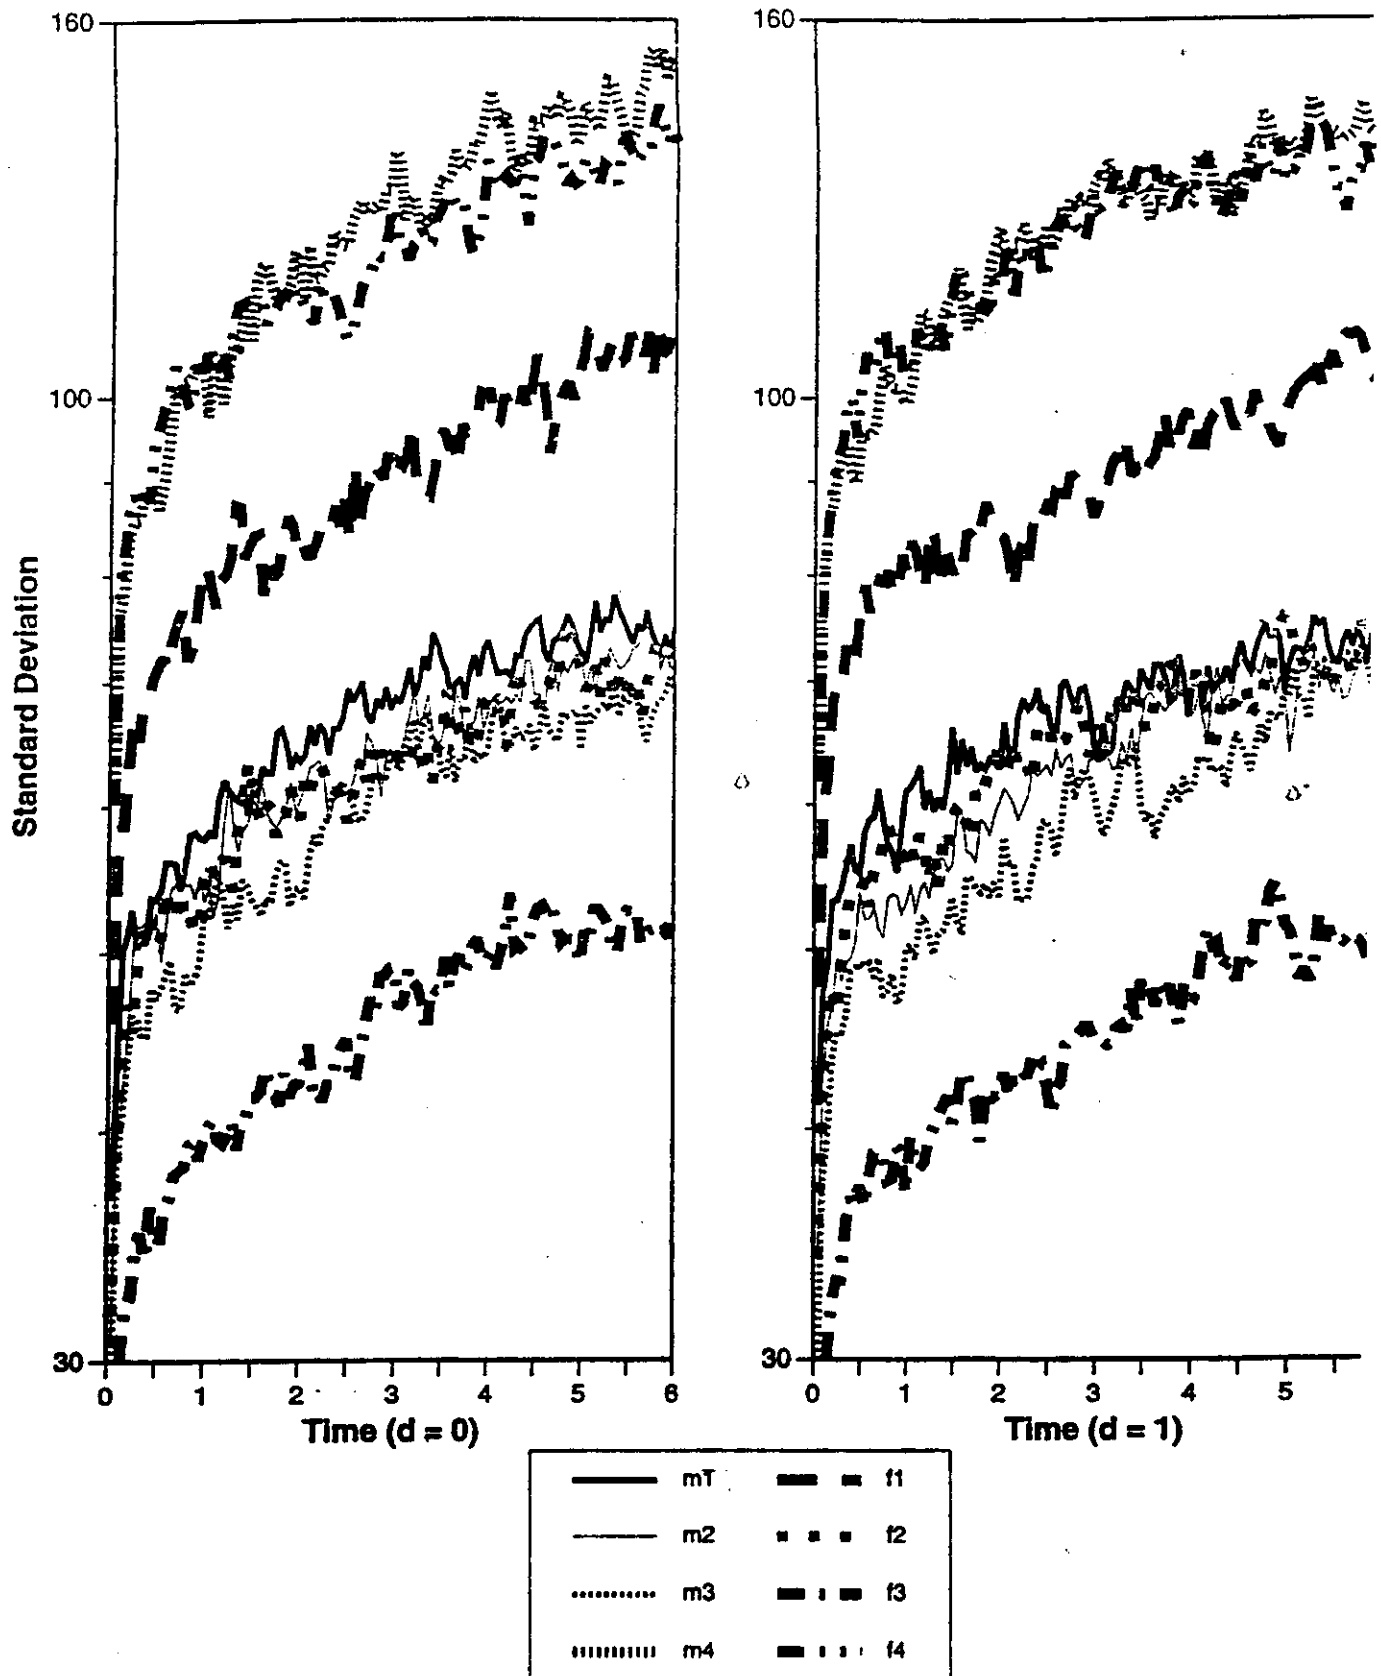 160
100
30
Standard Deviation
0 1 2 3 4 5 6
Time (d = 0)
160
100
30
0 1 2 3 4 5
Time (d = 1)
mT f1
m2 f2
m3 f3
m4 f4